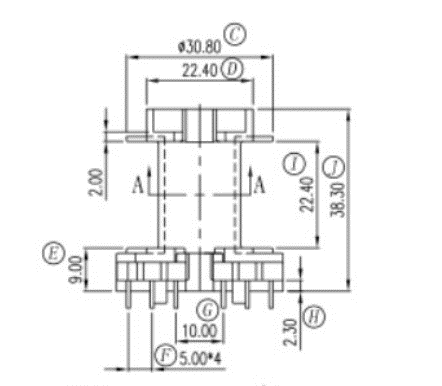 ø30.80 C
22.40 D
2.00
A A
22.40 I
38.30 J
E 9.00
G
10.00
2.30 H
F 5.00*4